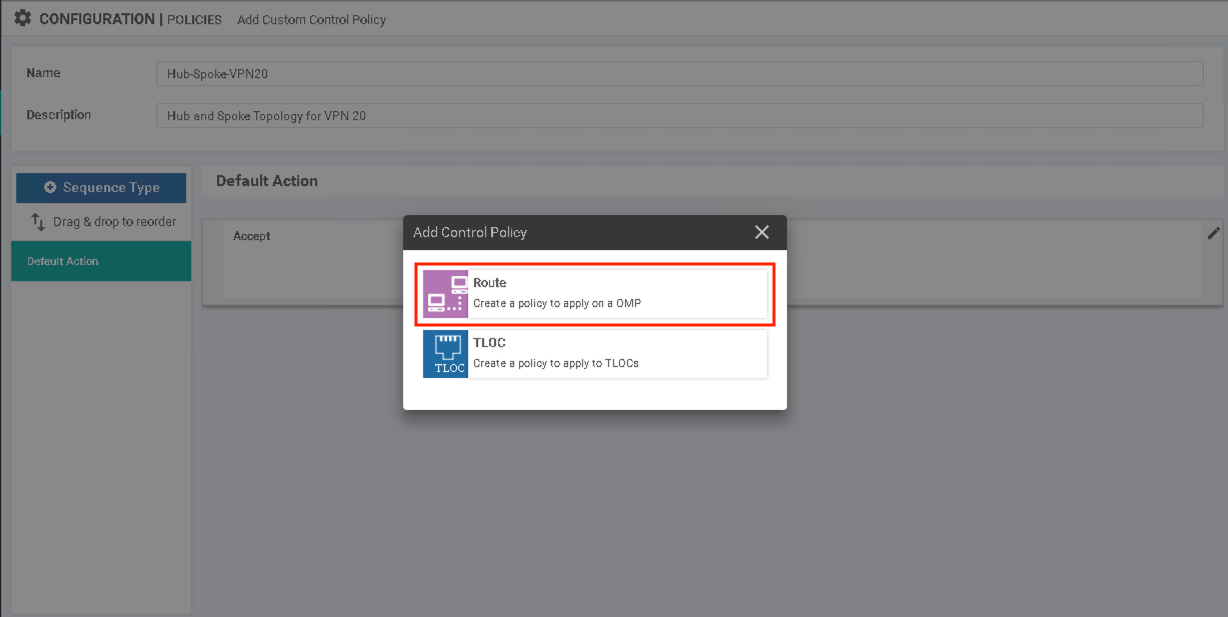 CONFIGURATION | POLICIES Add Custom Control Policy
Name Hub-Spoke-VPN20
Description Hub and Spoke Topology for VPN 20
Sequence Type
Drag & drop to reorder
Default Action
Default Action
Accept
Add Control Policy
Route
Create a policy to apply on a OMP
TLOC
TLOC
Create a policy to apply to TLOCs